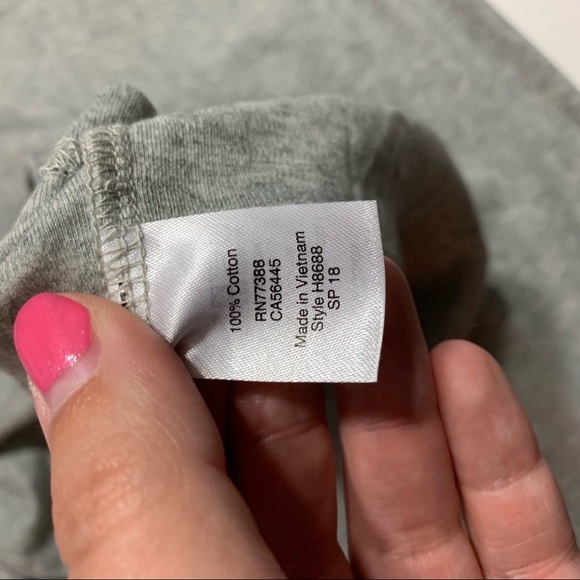 100% Cotton
RN77388
CA56445
Made in Vietnam
Style H8688
SP 18